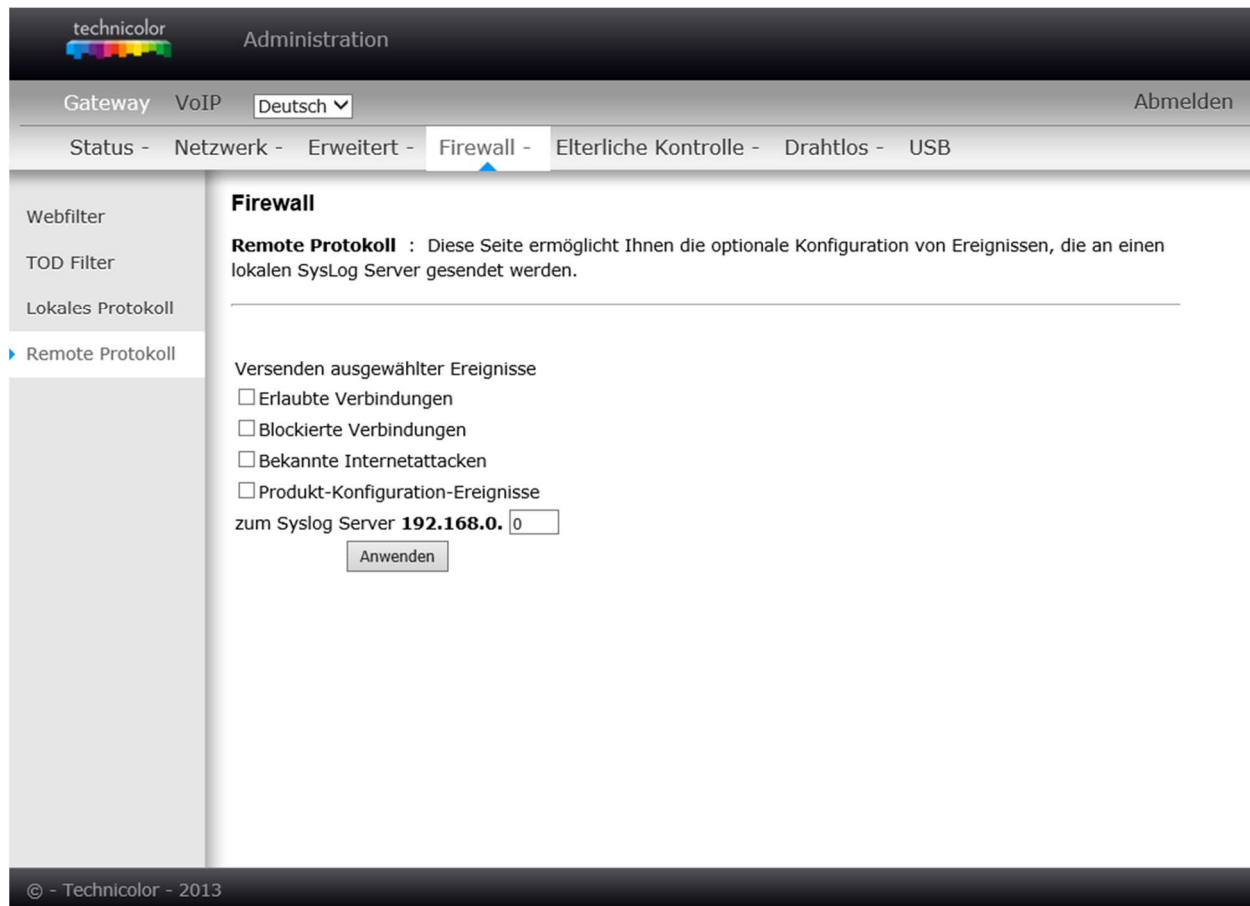 technicolor
Administration
Gateway VoIP Deutsch Abmelden
Status - Netzwerk - Erweitert - Firewall - Elterliche Kontrolle - Drahtlos - USB
Webfilter
TOD Filter
Lokales Protokoll
Remote Protokoll
Firewall
Remote Protokoll : Diese Seite ermöglicht Ihnen die optionale Konfiguration von Ereignissen, die an einen
lokalen SysLog Server gesendet werden.
Versenden ausgewählter Ereignisse
Erlaubte Verbindungen
Blockierte Verbindungen
Bekannte Internetattacken
Produkt-Konfiguration-Ereignisse
zum Syslog Server 192.168.0. 0
Anwenden
© - Technicolor - 2013